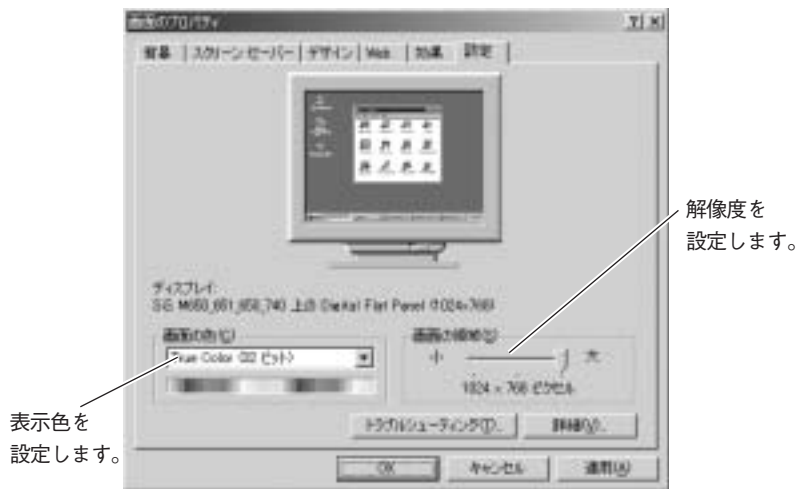 画面のプロパティ
背景 スクリーン セーバー デザイン Web 効果 設定
解像度を
設定します。
ディスプレイ:
SiS M650_651_650_740 上の Digital Flat Panel (1024x768)
画面の色(C)
True Color (32 ビット)
画面の領域(S)
小 大
1024 x 768 ピクセル
表示色を
設定します。
トラブルシューティング(T)... 詳細(V)...
OK キャンセル 適用(A)